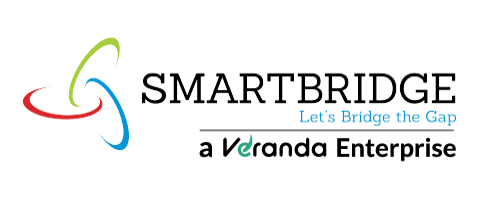 SMARTBRIDGE
Let's Bridge the Gap
a Veranda Enterprise